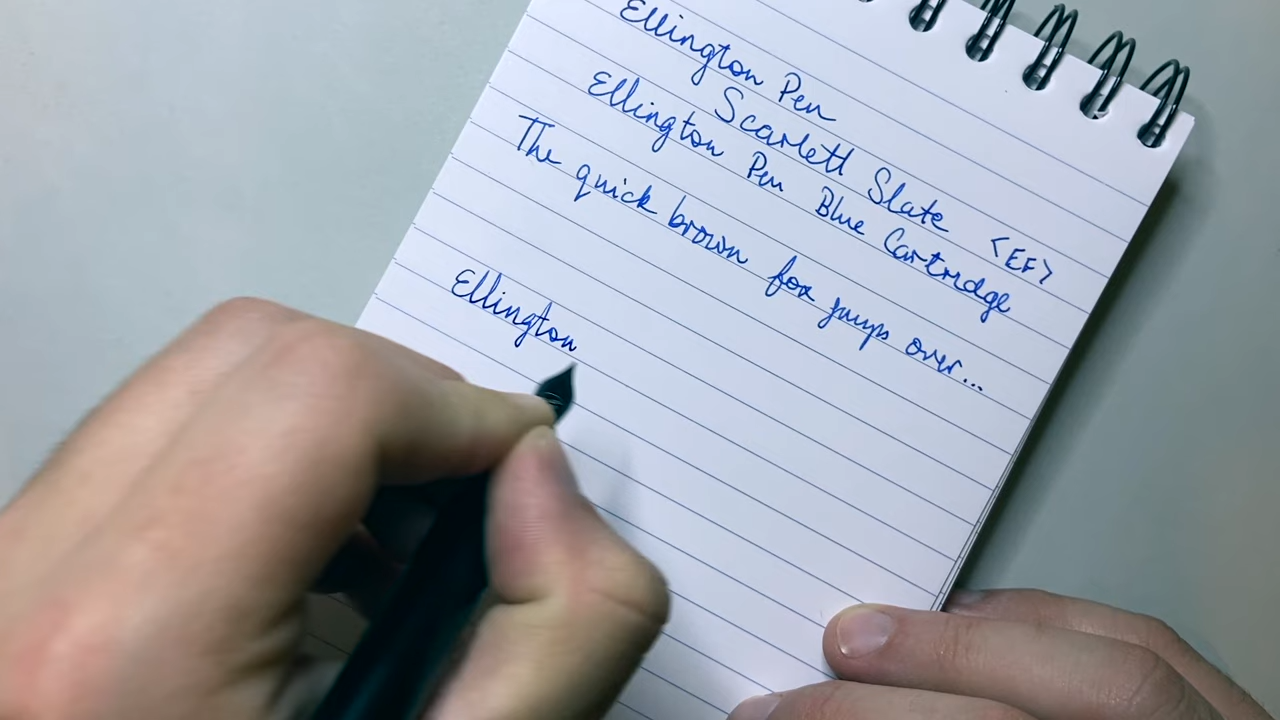 Ellington Pen
Scarlett Slate <EF>
Ellington Pen Blue Cartridge
The quick brown fox jumps over...
Ellington